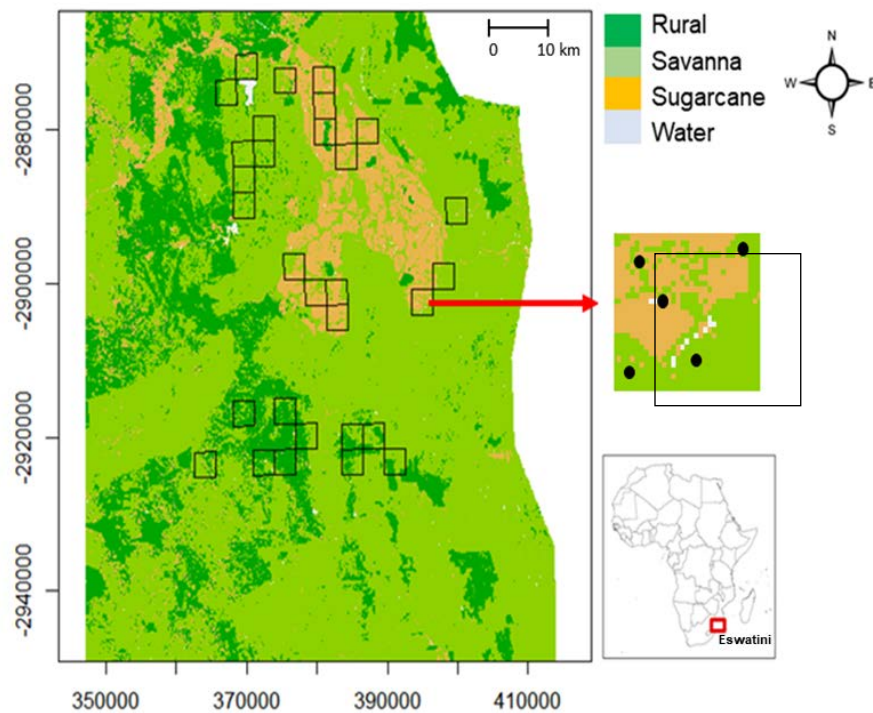 0 10 km
Rural
Savanna
Sugarcane
Water
N
W E
S
-2880000
-2900000
-2920000
-2940000
350000 370000 390000 410000
Eswatini